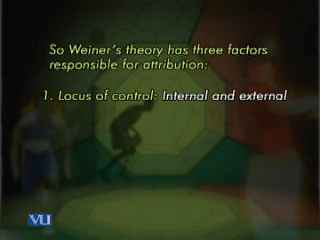 So Weiner's theory has three factors
responsible for attribution:
1. Locus of control: Internal and external
VU